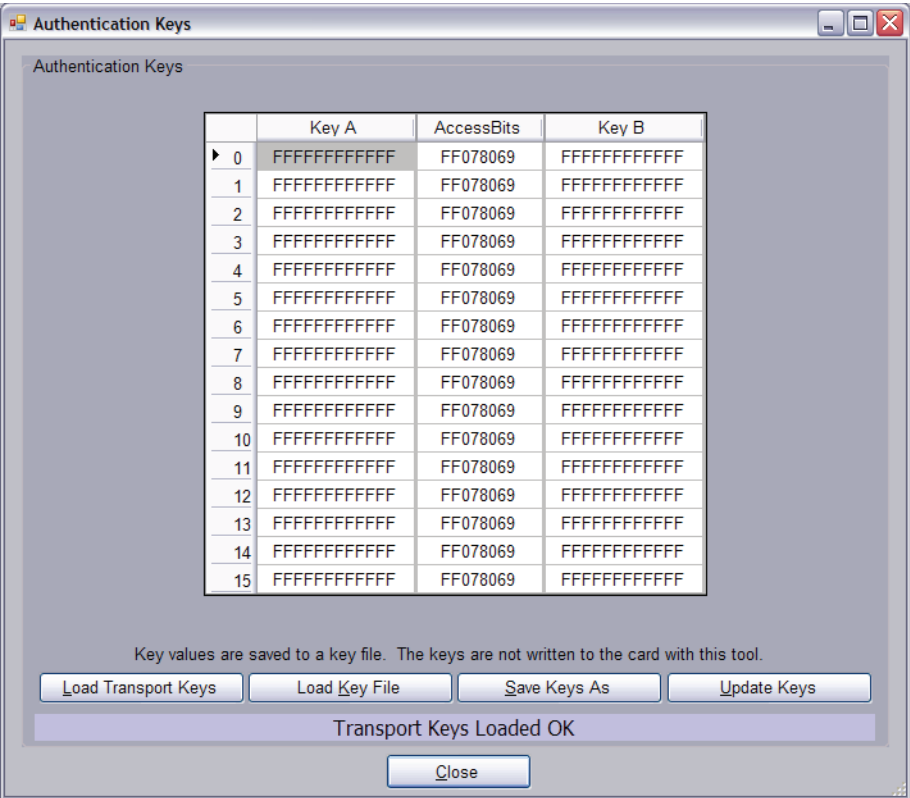 Authentication Keys
Authentication Keys
Key A AccessBits Key B
0 FFFFFFFFFFFF FF078069 FFFFFFFFFFFF
1 FFFFFFFFFFFF FF078069 FFFFFFFFFFFF
2 FFFFFFFFFFFF FF078069 FFFFFFFFFFFF
3 FFFFFFFFFFFF FF078069 FFFFFFFFFFFF
4 FFFFFFFFFFFF FF078069 FFFFFFFFFFFF
5 FFFFFFFFFFFF FF078069 FFFFFFFFFFFF
6 FFFFFFFFFFFF FF078069 FFFFFFFFFFFF
7 FFFFFFFFFFFF FF078069 FFFFFFFFFFFF
8 FFFFFFFFFFFF FF078069 FFFFFFFFFFFF
9 FFFFFFFFFFFF FF078069 FFFFFFFFFFFF
10 FFFFFFFFFFFF FF078069 FFFFFFFFFFFF
11 FFFFFFFFFFFF FF078069 FFFFFFFFFFFF
12 FFFFFFFFFFFF FF078069 FFFFFFFFFFFF
13 FFFFFFFFFFFF FF078069 FFFFFFFFFFFF
14 FFFFFFFFFFFF FF078069 FFFFFFFFFFFF
15 FFFFFFFFFFFF FF078069 FFFFFFFFFFFF
Key values are saved to a key file. The keys are not written to the card with this tool.
Load Transport Keys Load Key File Save Keys As Update Keys
Transport Keys Loaded OK
Close